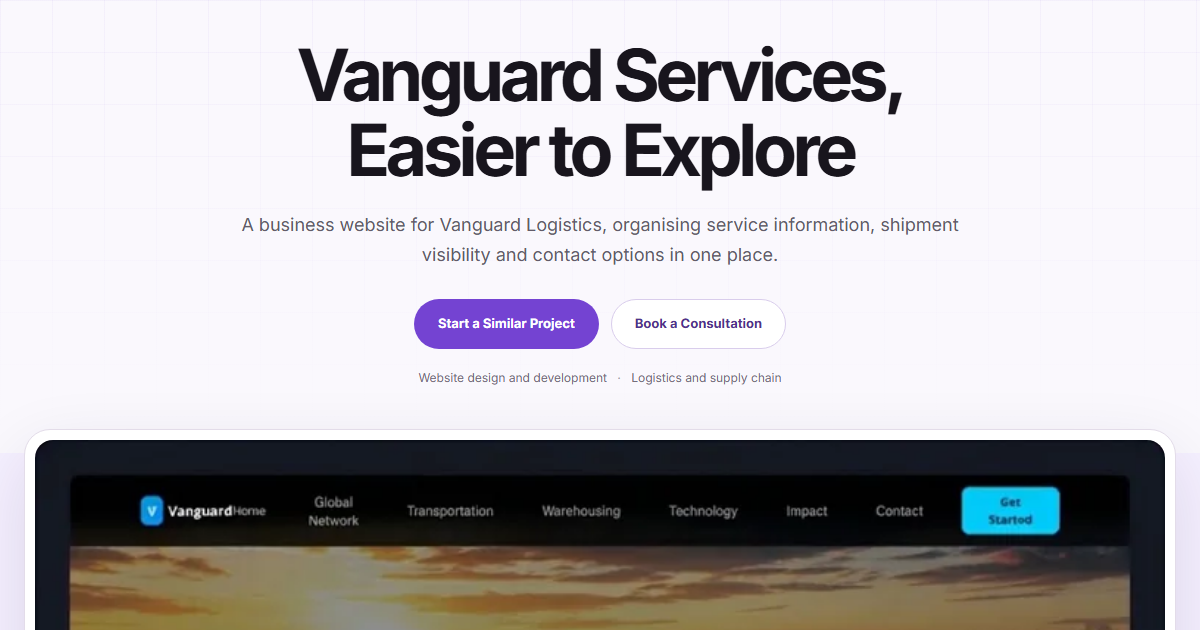 Vanguard Services,
Easier to Explore
A business website for Vanguard Logistics, organising service information, shipment
visibility and contact options in one place.
Start a Similar Project
Book a Consultation
Website design and development · Logistics and supply chain
V
Vanguard
Home
Global
Network
Transportation
Warehousing
Technology
Impact
Contact
Get
Started